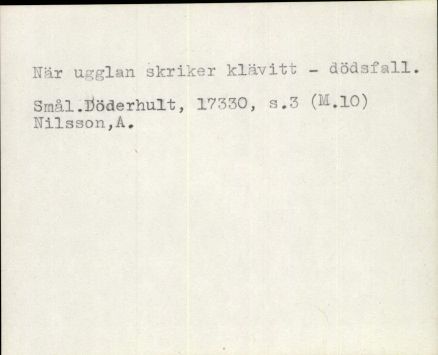 När ugglan skriker klävitt - dödsfall.
Smål.Döderhult, 17330, s.3 (M.10)
Nilsson,A.